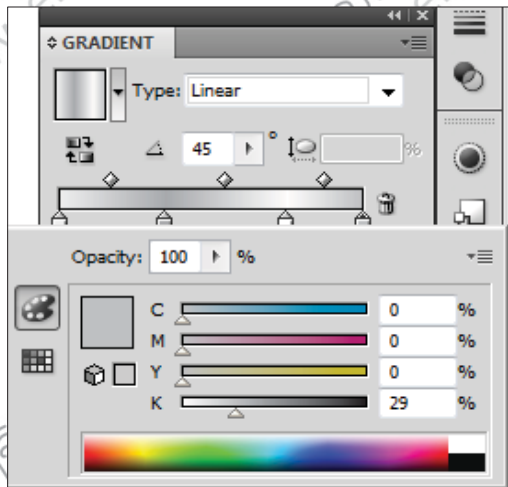 GRADIENT
Type: Linear
45 ° %
Opacity: 100 %
C 0 %
M 0 %
Y 0 %
K 29 %